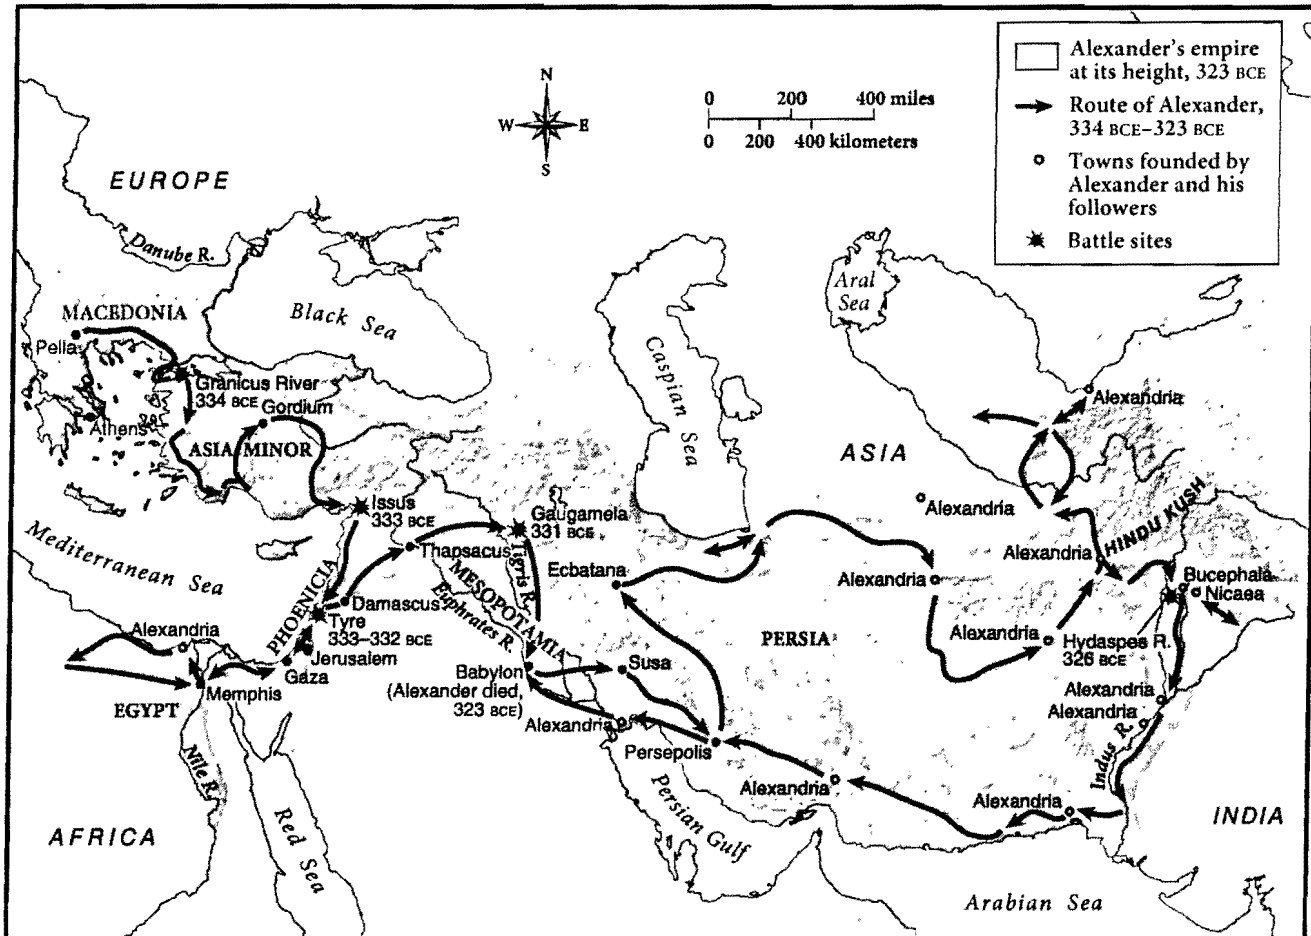 Alexander's empire
at its height, 323 BCE
Route of Alexander,
334 BCE–323 BCE
Towns founded by
Alexander and his
followers
Battle sites
N
W
E
S
0 200 400 miles
0 200 400 kilometers
EUROPE
Danube R.
MACEDONIA
Pella
Black Sea
Aral
Sea
Caspian
Sea
Granicus River
334 BCE
Gordium
Athens
ASIA MINOR
Alexandria
ASIA
Issus
333 BCE
Gaugamela
331 BCE
Alexandria
HINDU KUSH
Mediterranean Sea
Thapsacus
Tigris R.
MESOPOTAMIA
Euphrates R.
Ecbatana
Alexandria
Alexandria
Bucephala
Nicaea
PHOENICIA
Damascus
Tyre
333–332 BCE
Alexandria
Jerusalem
Gaza
PERSIA
Alexandria
Hydaspes R.
326 BCE
Memphis
EGYPT
Babylon
(Alexander died,
323 BCE)
Susa
Alexandria
Alexandria
Alexandria
Persepolis
Nile R.
Alexandria
Indus R.
Alexandria
Persian Gulf
AFRICA
Red
Sea
INDIA
Arabian Sea